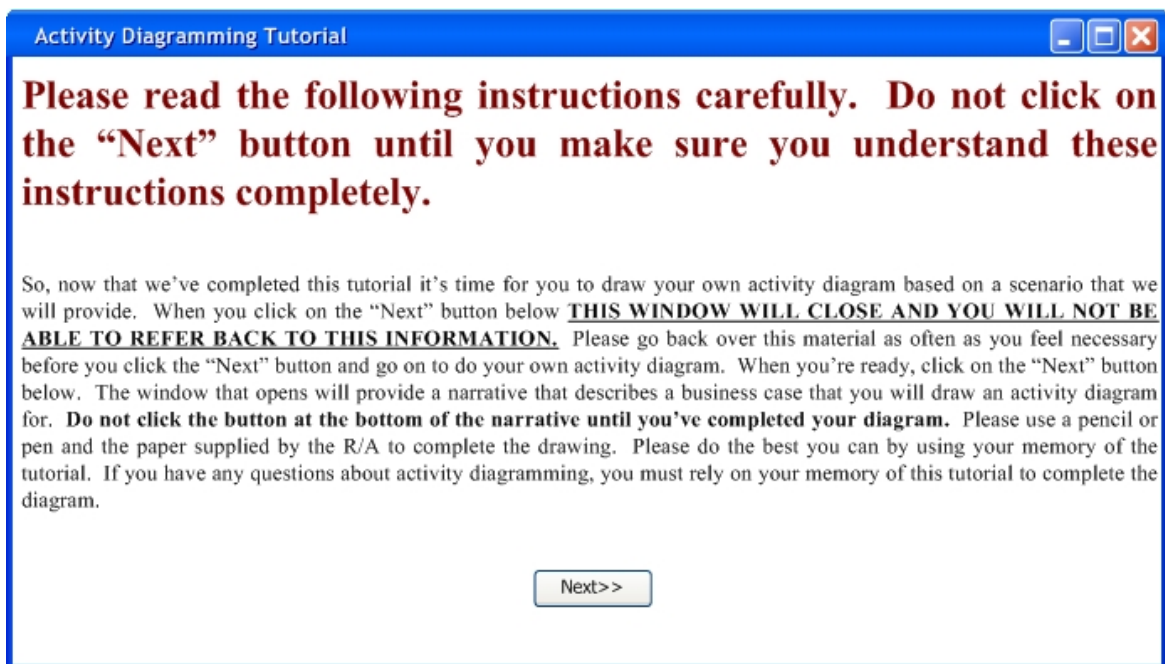 Activity Diagramming Tutorial
Please read the following instructions carefully. Do not click on
the “Next” button until you make sure you understand these
instructions completely.
So, now that we’ve completed this tutorial it’s time for you to draw your own activity diagram based on a scenario that we
will provide. When you click on the “Next” button below THIS WINDOW WILL CLOSE AND YOU WILL NOT BE
ABLE TO REFER BACK TO THIS INFORMATION. Please go back over this material as often as you feel necessary
before you click the “Next” button and go on to do your own activity diagram. When you’re ready, click on the “Next” button
below. The window that opens will provide a narrative that describes a business case that you will draw an activity diagram
for. Do not click the button at the bottom of the narrative until you’ve completed your diagram. Please use a pencil or
pen and the paper supplied by the R/A to complete the drawing. Please do the best you can by using your memory of the
tutorial. If you have any questions about activity diagramming, you must rely on your memory of this tutorial to complete the
diagram.
Next>>